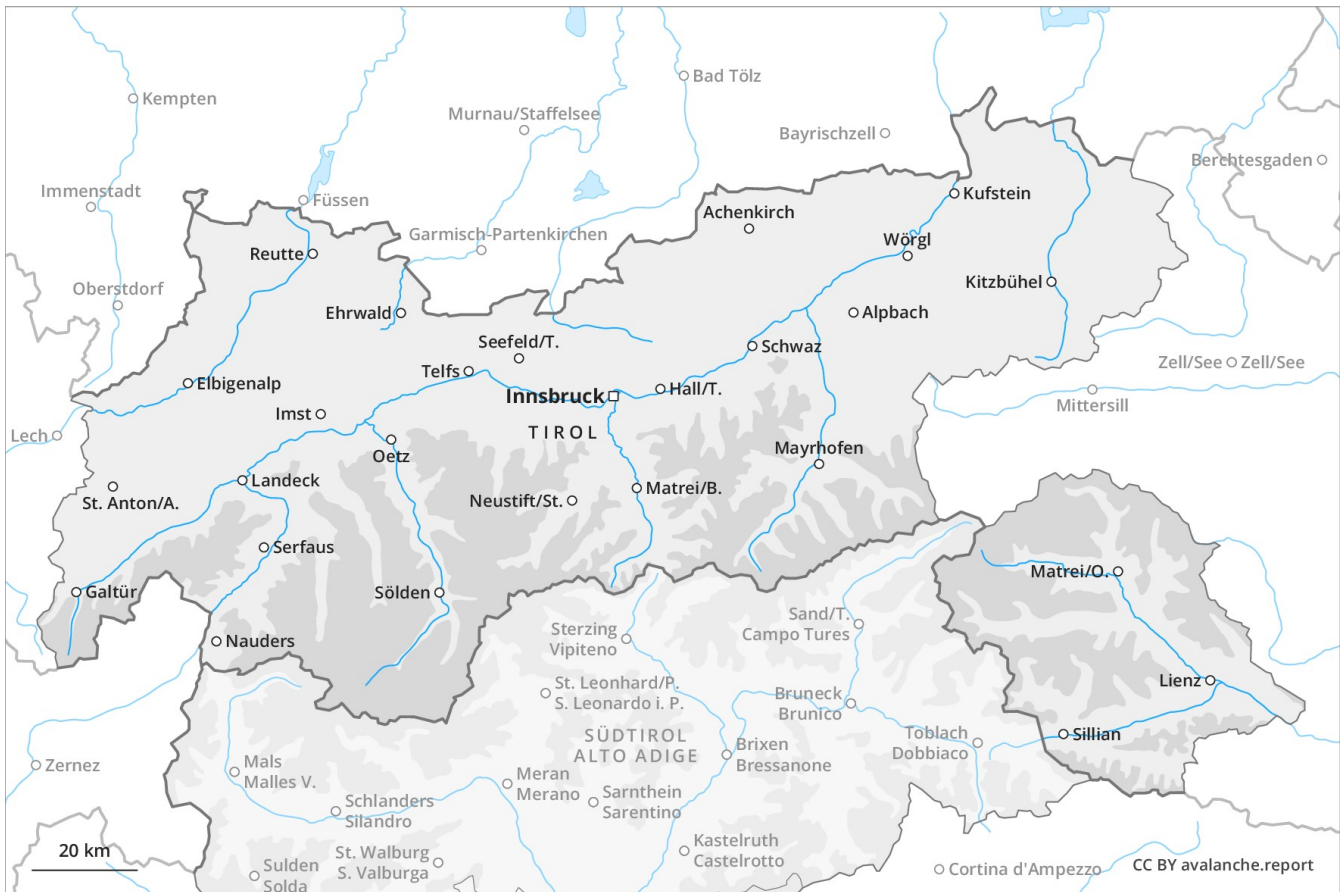 Kempten
Bad Tölz
Murnau/Staffelsee
Bayrischzell
Berchtesgaden
Immenstadt
Füssen
Kufstein
Achenkirch
Garmisch-Partenkirchen
Wörgl
Reutte
Oberstdorf
Kitzbühel
Ehrwald
Alpbach
Seefeld/T.
Schwaz
Telfs
Zell/See
Zell/See
Elbigenalp
Hall/T.
Innsbruck
Mittersill
Imst
TIROL
Lech
Oetz
Mayrhofen
Landeck
Matrei/B.
St. Anton/A.
Neustift/St.
Serfaus
Matrei/O.
Galtür
Sölden
Sand/T.
Campo Tures
Sterzing
Vipiteno
Nauders
Lienz
St. Leonhard/P.
S. Leonardo i. P.
Bruneck
Brunico
SÜDTIROL
ALTO ADIGE
Toblach
Dobbiaco
Sillian
Brixen
Bressanone
Zernez
Mals
Malles V.
Meran
Merano
Sarnthein
Sarentino
Schlanders
Silandro
Kastelruth
Castelrotto
20 km
St. Walburg
S. Valburga
Sulden
Solda
Cortina d'Ampezzo
CC BY avalanche.report